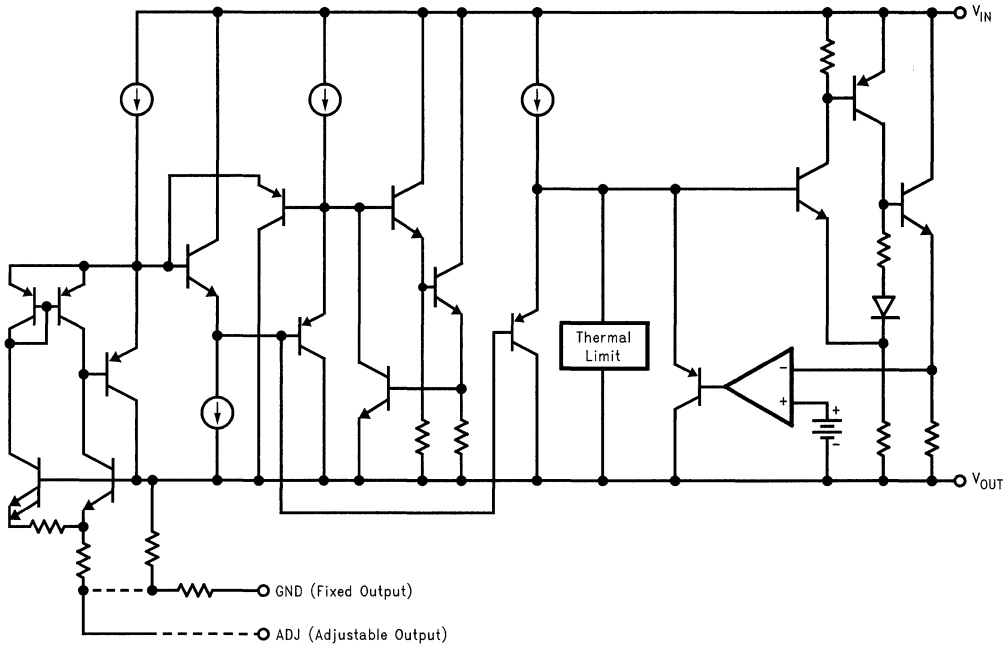 V_IN
Thermal
Limit
−
+
+
−
V_OUT
GND (Fixed Output)
ADJ (Adjustable Output)